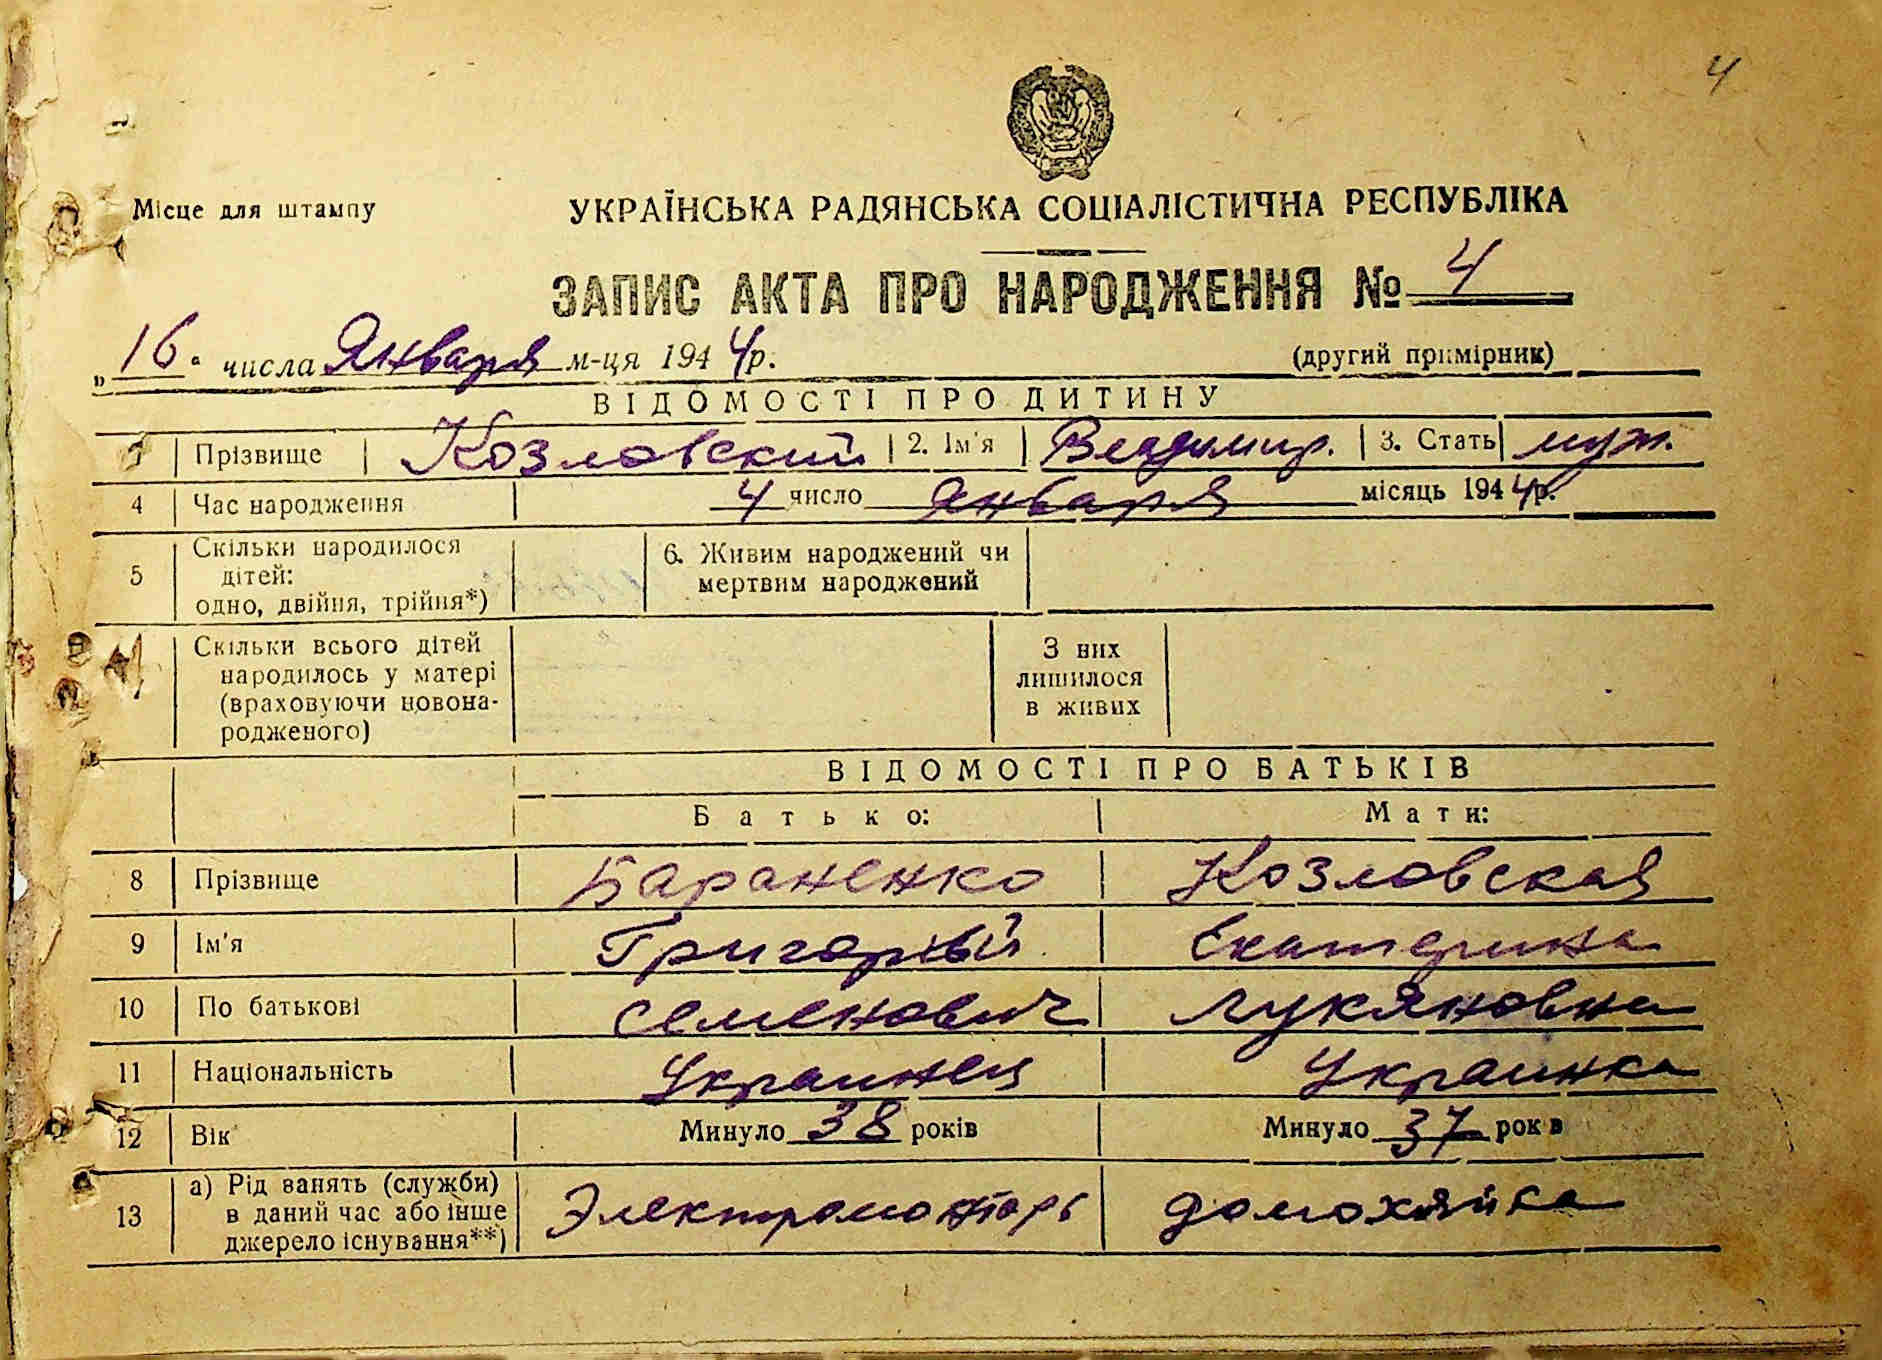 4
Місце для штампу
УКРАЇНСЬКА РАДЯНСЬКА СОЦІАЛІСТИЧНА РЕСПУБЛІКА
ЗАПИС АКТА ПРО НАРОДЖЕННЯ № 4
„16“ числа Января м-ця 1944р.
(другий примірник)
ВІДОМОСТІ ПРО ДИТИНУ
Прізвище Козловский 2. Ім'я Владимир. 3. Стать муж.
4 Час народження 4 число Января місяць 1944р.
5 Скільки народилося дітей: одно, двійня, трійня*)
6. Живим народжений чи мертвим народжений
Скільки всього дітей народилось у матері (враховуючи новонародженого)
З них лишилося в живих
ВІДОМОСТІ ПРО БАТЬКІВ
Батько: Мати:
8 Прізвище Бараненко Козловская
9 Ім'я Григорий Екатерина
10 По батькові Семенович Лукяновна
11 Національність Украинец Украинка
12 Вік Минуло 38 років Минуло 37 рок в
13 а) Рід занять (служби) в даний час або інше джерело існування**) домохяйка